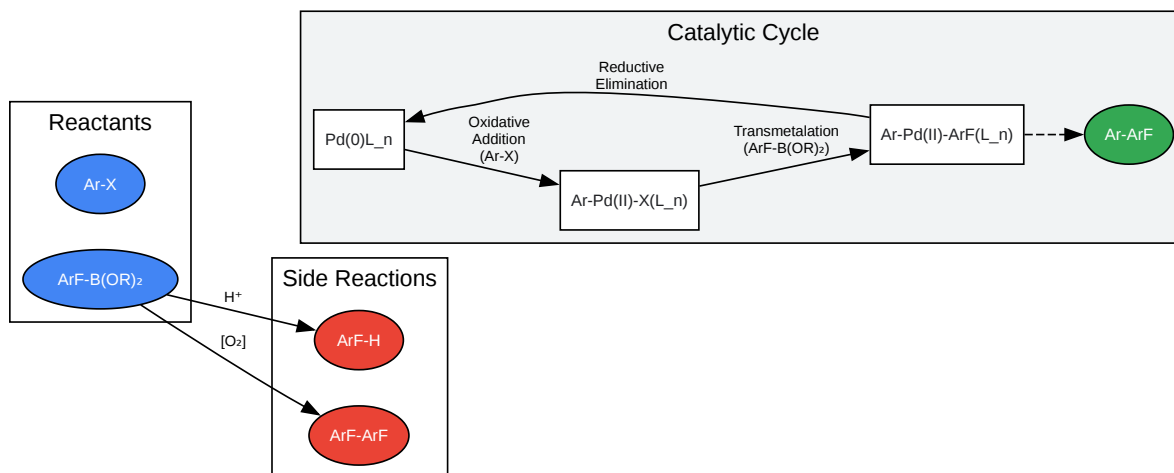 Catalytic Cycle
Reductive
Elimination
Pd(0)L_n
Oxidative
Addition
(Ar-X)
Ar-Pd(II)-X(L_n)
Transmetalation
(ArF-B(OR)₂)
Ar-Pd(II)-ArF(L_n)
Ar-ArF
Reactants
Ar-X
ArF-B(OR)₂
H⁺
[O₂]
Side Reactions
ArF-H
ArF-ArF